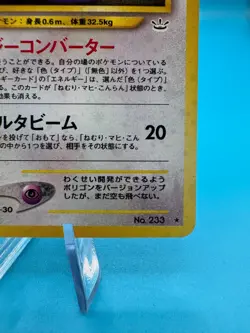 モン：身長0.6m、体重32.5kg
ジーコンバーター
ことができる。自分の場のポケモンについている
び、好きな「色(タイプ)」(「無色」以外)を1つ選ぶ。
ーカード」の「エネルギー」は、選んだ「色(タイプ)」
る。このカードが「ねむり・マヒ・こんらん」状態のとき、
効果も消える。
ルタビーム
20
を投げて「おもて」なら、「ねむり・マヒ・こん
どく」の中から1つ選び、相手をその状態にする。
わくせい開発ができるよう
ポリゴンをバージョンアップ
したが、まだ空も飛べない。
-30
No. 233 ★